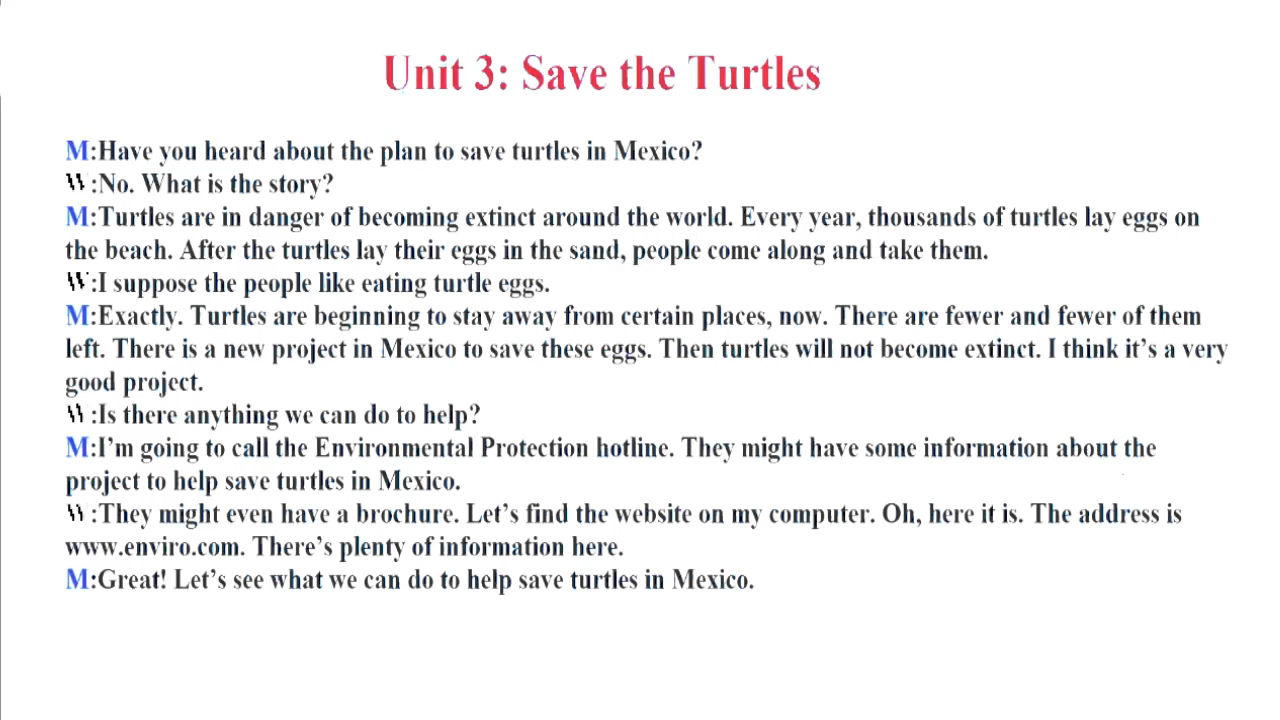 Unit 3: Save the Turtles
M:Have you heard about the plan to save turtles in Mexico?
W:No. What is the story?
M:Turtles are in danger of becoming extinct around the world. Every year, thousands of turtles lay eggs on
the beach. After the turtles lay their eggs in the sand, people come along and take them.
W:I suppose the people like eating turtle eggs.
M:Exactly. Turtles are beginning to stay away from certain places, now. There are fewer and fewer of them
left. There is a new project in Mexico to save these eggs. Then turtles will not become extinct. I think it’s a very
good project.
W:Is there anything we can do to help?
M:I’m going to call the Environmental Protection hotline. They might have some information about the
project to help save turtles in Mexico.
W:They might even have a brochure. Let’s find the website on my computer. Oh, here it is. The address is
www.enviro.com. There’s plenty of information here.
M:Great! Let’s see what we can do to help save turtles in Mexico.